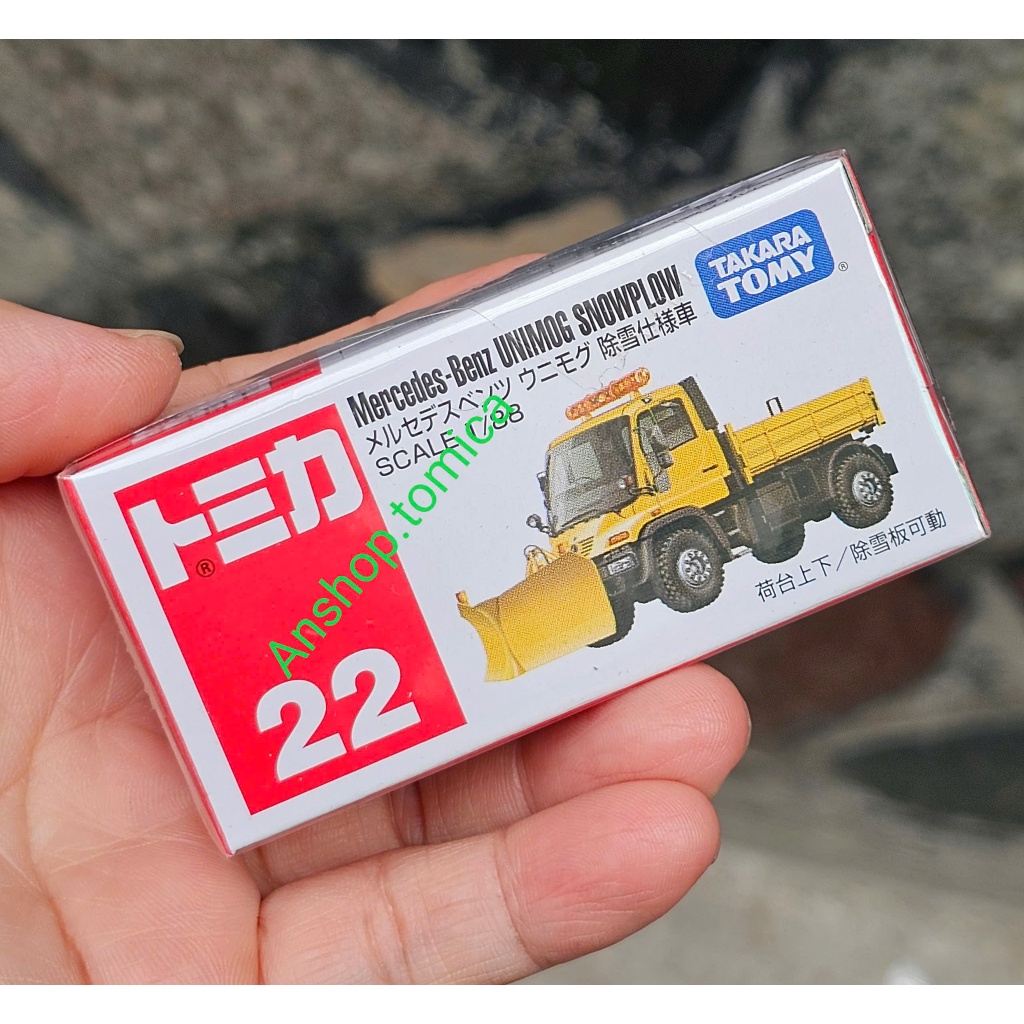 TAKARA
TOMY
®
Mercedes-Benz UNIMOG SNOWPLOW
メルセデスベンツ ウニモグ 除雪仕様車
SCALE 1/98
トミカ
®
22
荷台上下/除雪板可動
Anshop.tomica